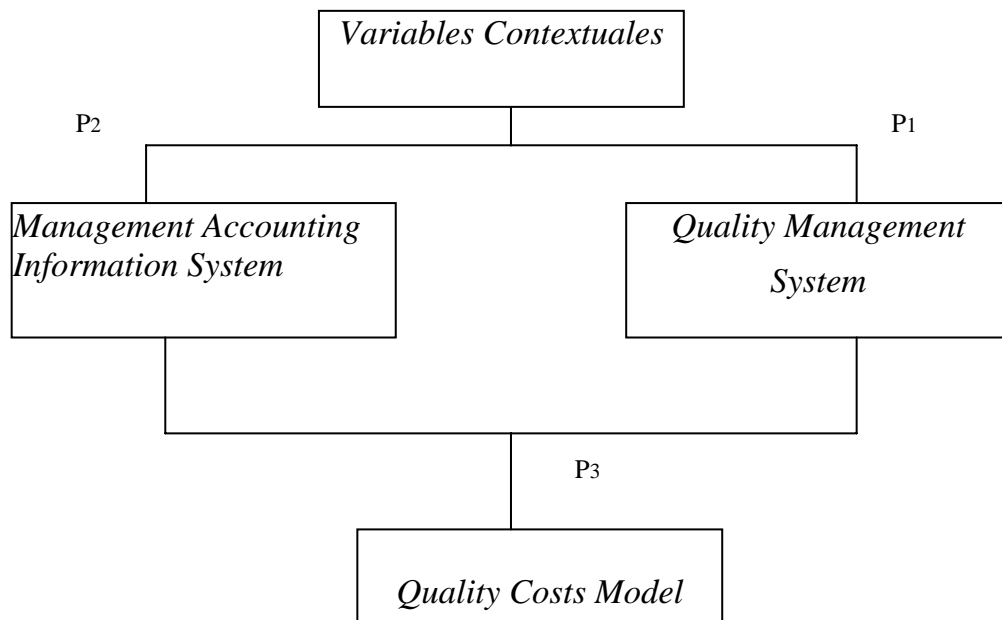 Variables Contextuales
P2
P1
Management Accounting
Information System
Quality Management
System
P3
Quality Costs Model